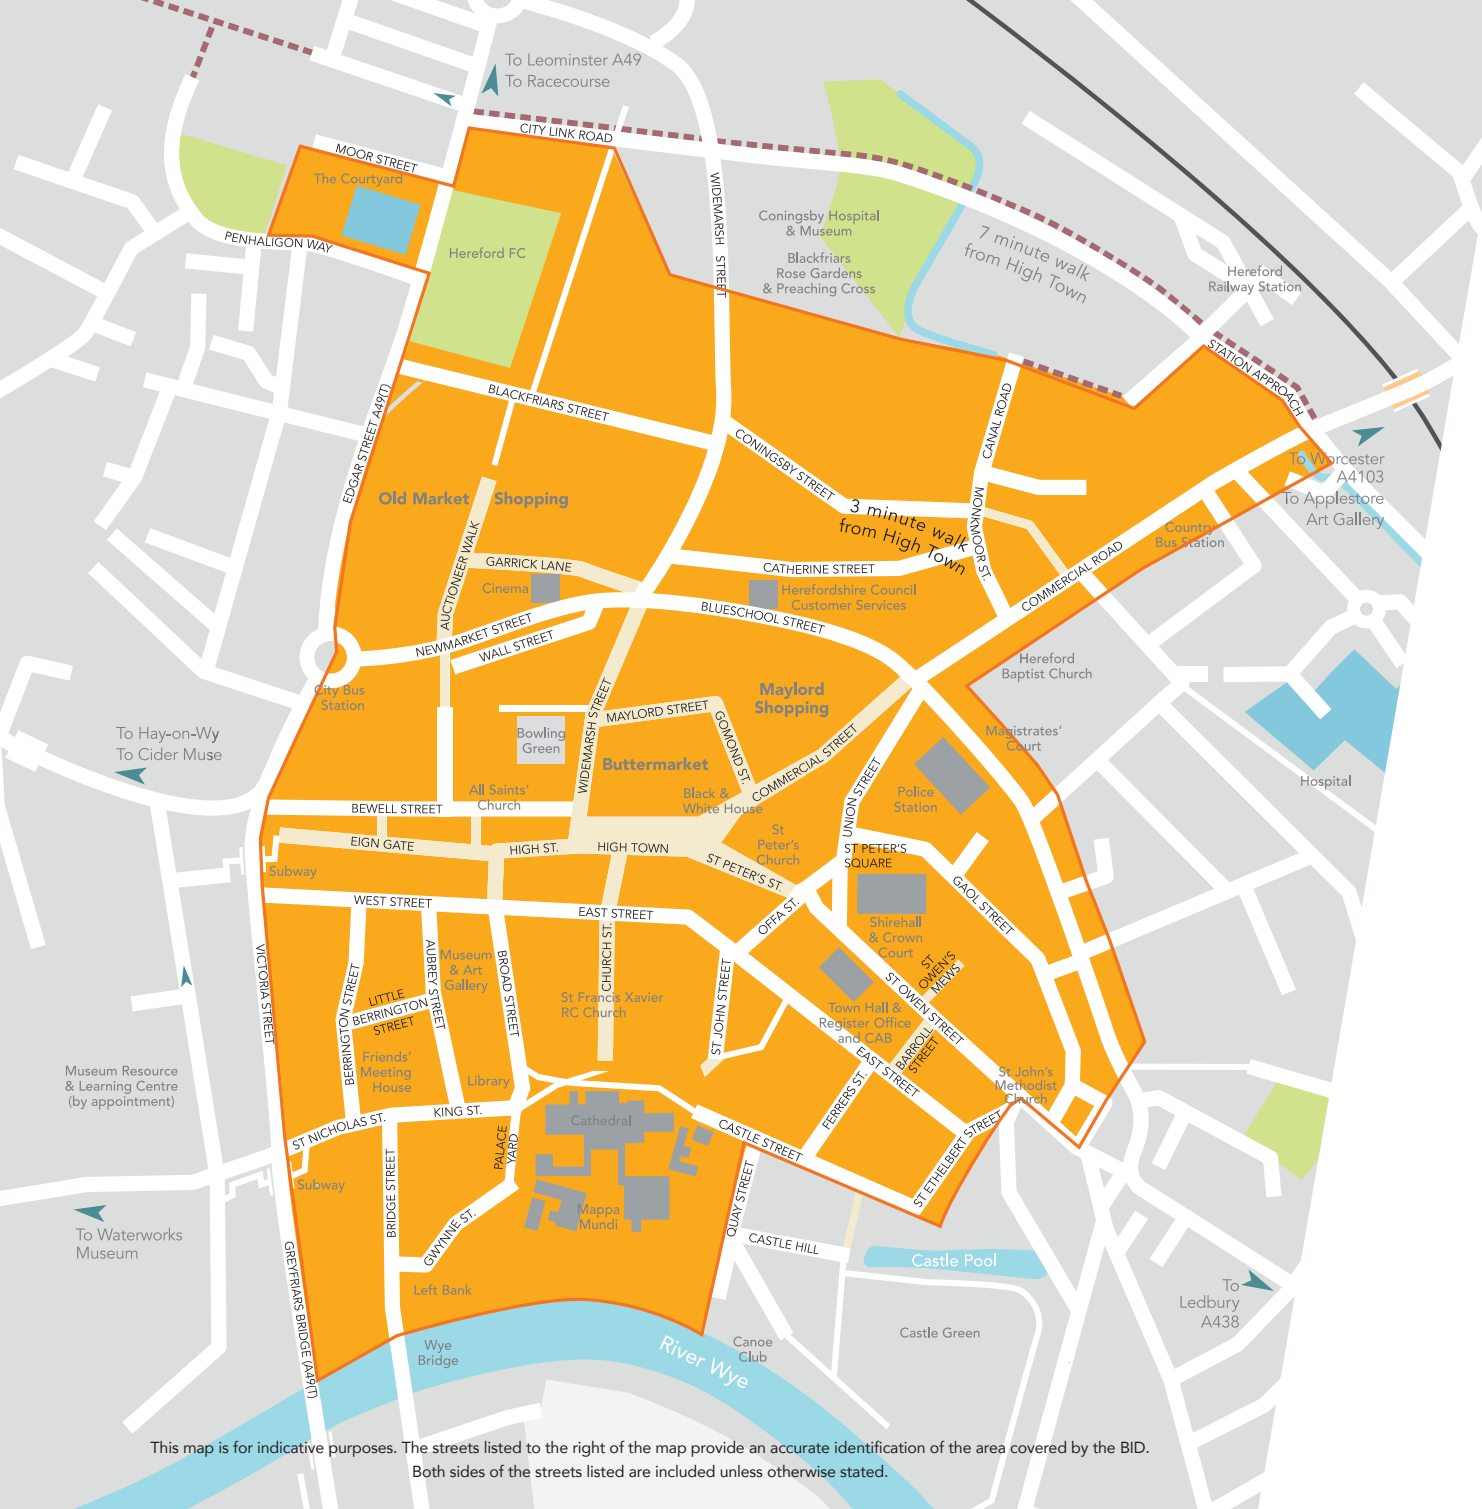 To Leominster A49
To Racecourse
CITY LINK ROAD
MOOR STREET
The Courtyard
PENHALIGON WAY
Hereford FC
WIDEMARSH STREET
Coningsby Hospital
& Museum
Blackfriars
Rose Gardens
& Preaching Cross
7 minute walk
from High Town
Hereford
Railway Station
STATION APPROACH
EDGAR STREET A49(T)
BLACKFRIARS STREET
CONINGSBY STREET
CANAL ROAD
To Worcester
A4103
To Applestore
Art Gallery
Old Market Shopping
AUCTIONEER WALK
GARRICK LANE
Cinema
3 minute walk
from High Town
MONKMOOR ST.
Country
Bus Station
COMMERCIAL ROAD
CATHERINE STREET
Herefordshire Council
Customer Services
BLUESCHOOL STREET
NEWMARKET STREET
WALL STREET
City Bus
Station
Hereford
Baptist Church
Maylord
Shopping
WIDEMARSH STREET
MAYLORD STREET
GOMOND ST.
Magistrates'
Court
To Hay-on-Wy
To Cider Muse
Bowling
Green
Buttermarket
COMMERCIAL STREET
UNION STREET
Hospital
All Saints'
Church
Black &
White House
Police
Station
BEWELL STREET
EIGN GATE
HIGH ST.
HIGH TOWN
St
Peter's
Church
ST PETER'S
SQUARE
ST PETER'S ST.
Subway
WEST STREET
EAST STREET
OFFA ST.
Shirehall
& Crown
Court
GAOL STREET
VICTORIA STREET
BERRINGTON STREET
AUBREY STREET
Museum
& Art
Gallery
BROAD STREET
CHURCH ST.
ST JOHN STREET
ST
OWEN'S
MEWS
ST OWEN STREET
LITTLE
BERRINGTON
STREET
St Francis Xavier
RC Church
Town Hall &
Register Office
and CAB
BARROLL
STREET
EAST STREET
Friends'
Meeting
House
Museum Resource
& Learning Centre
(by appointment)
Library
St John's
Methodist
Church
FERRERS ST.
KING ST.
ST NICHOLAS ST.
Cathedral
CASTLE STREET
PALACE
YARD
ST ETHELBERT STREET
Subway
BRIDGE STREET
Mappa
Mundi
QUAY STREET
To Waterworks
Museum
GWYNNE ST.
CASTLE HILL
Castle Pool
GREYFRIARS BRIDGE (A49(T)
Left Bank
To
Ledbury
A438
Castle Green
Wye
Bridge
River Wye
Canoe
Club
This map is for indicative purposes. The streets listed to the right of the map provide an accurate identification of the area covered by the BID.
Both sides of the streets listed are included unless otherwise stated.